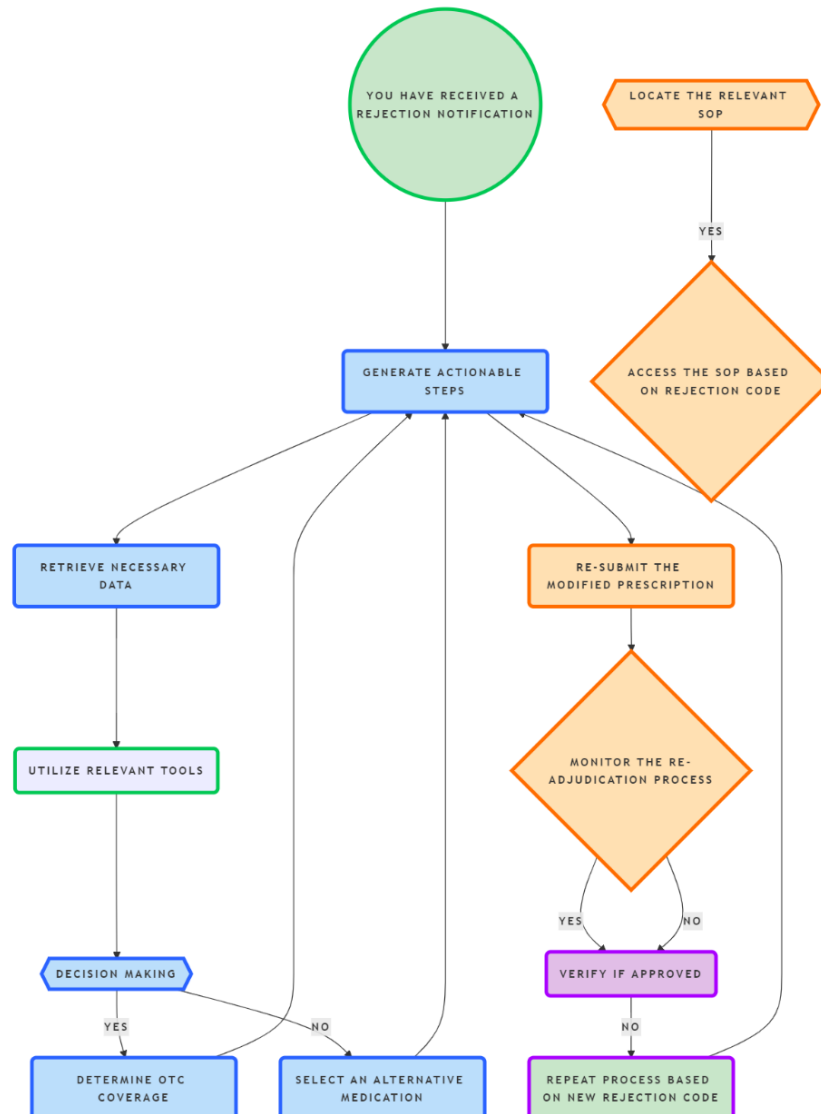 YOU HAVE RECEIVED A
REJECTION NOTIFICATION
LOCATE THE RELEVANT
SOP
YES
ACCESS THE SOP BASED
ON REJECTION CODE
GENERATE ACTIONABLE
STEPS
RETRIEVE NECESSARY
DATA
RE-SUBMIT THE
MODIFIED PRESCRIPTION
UTILIZE RELEVANT TOOLS
MONITOR THE RE-
ADJUDICATION PROCESS
YES
NO
DECISION MAKING
VERIFY IF APPROVED
YES
NO
NO
DETERMINE OTC
COVERAGE
SELECT AN ALTERNATIVE
MEDICATION
REPEAT PROCESS BASED
ON NEW REJECTION CODE